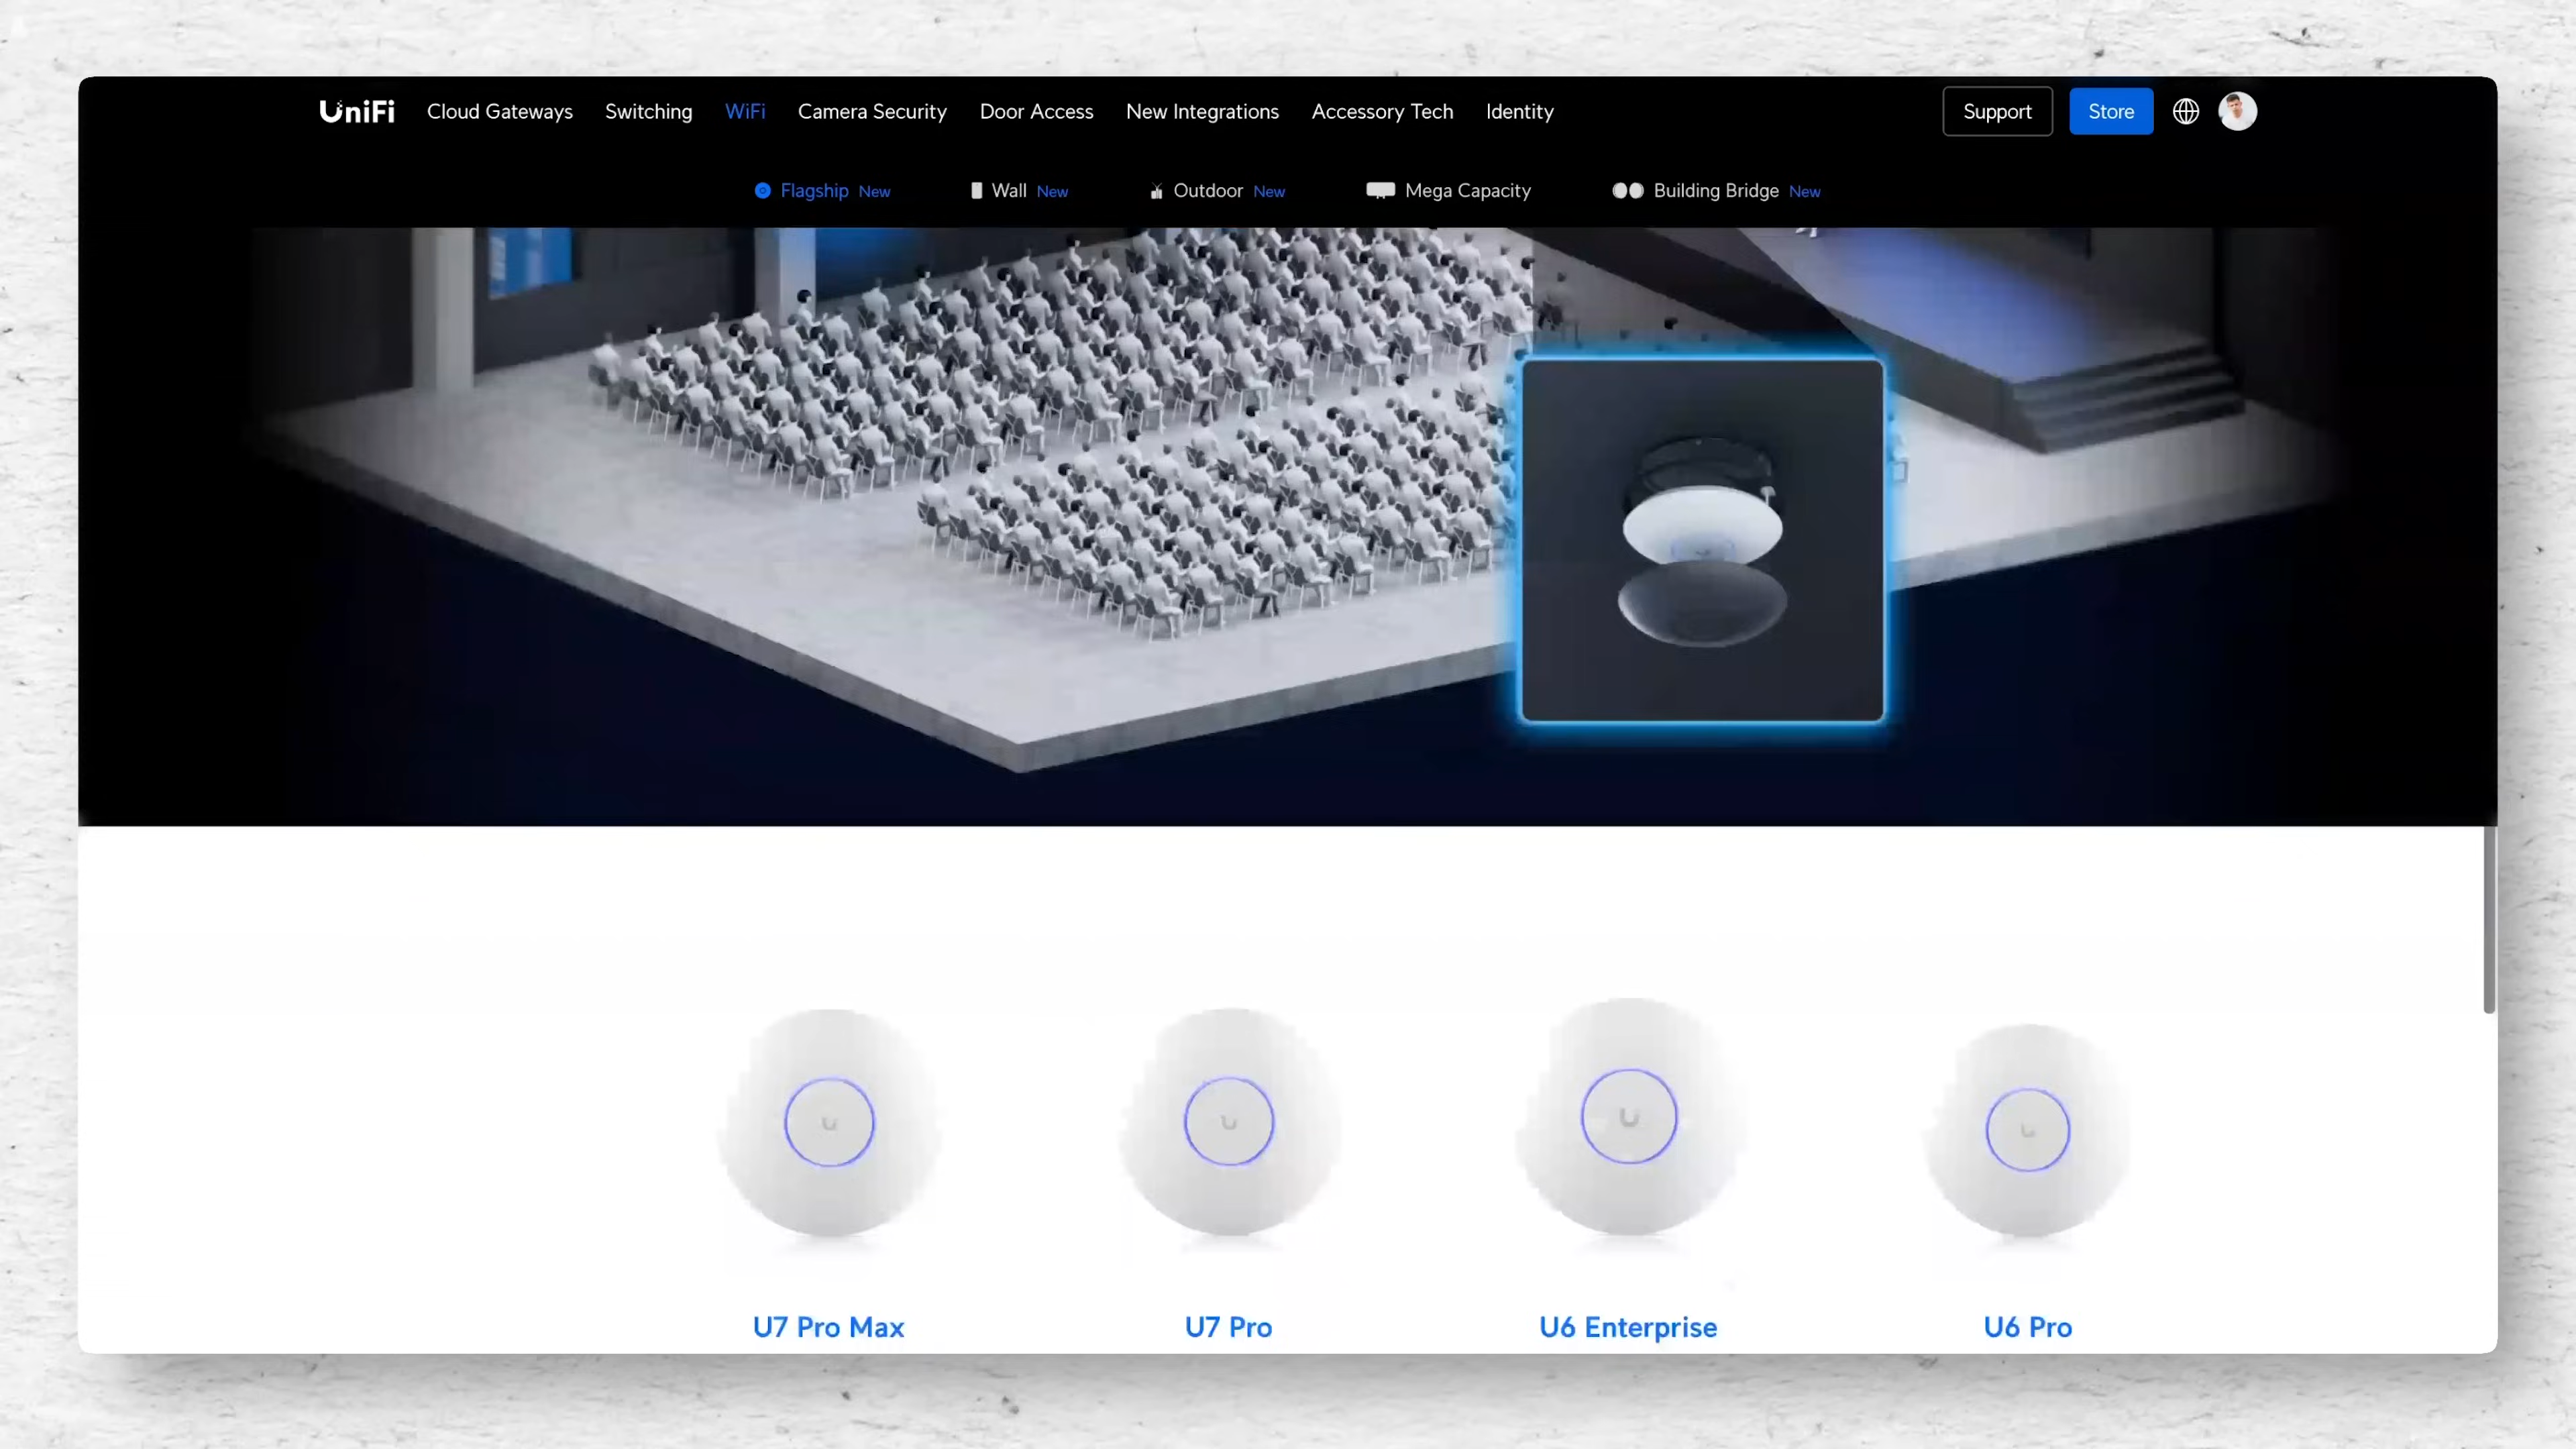 UniFi Cloud Gateways Switching WiFi Camera Security Door Access New Integrations Accessory Tech Identity Support Store
Flagship New Wall New Outdoor New Mega Capacity Building Bridge New
U7 Pro Max U7 Pro U6 Enterprise U6 Pro